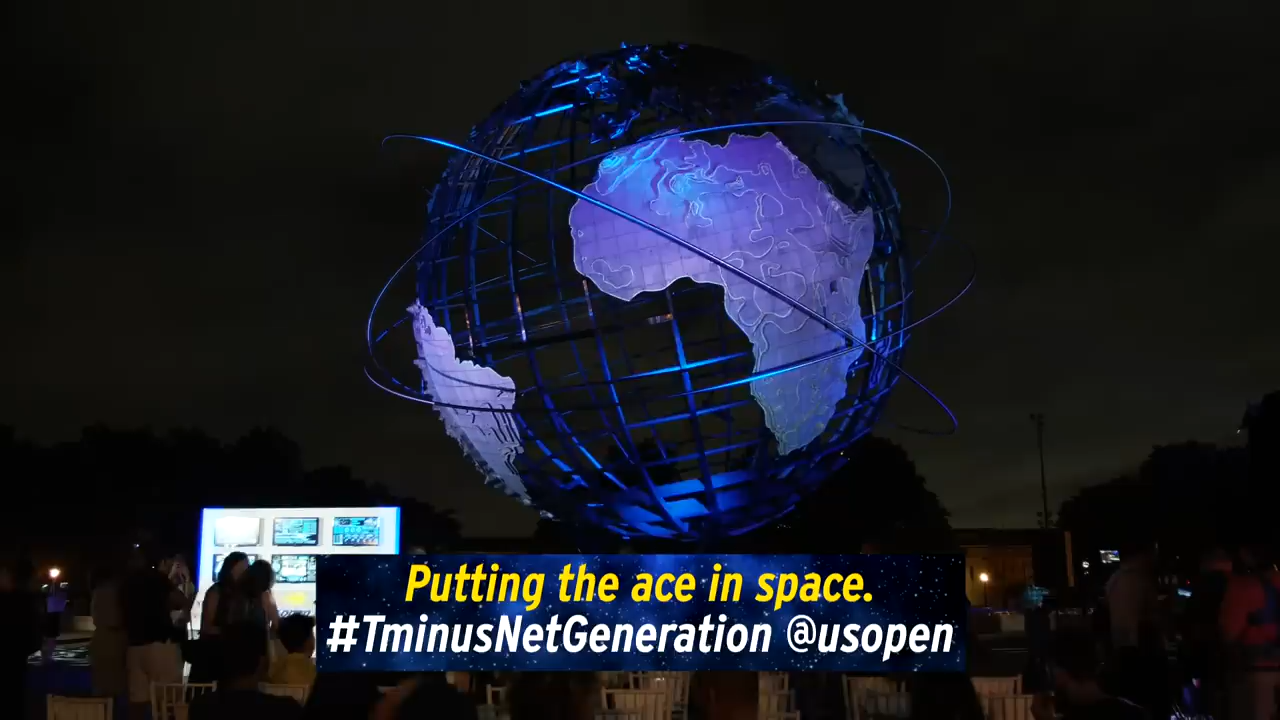 Putting the ace in space.
#TminusNetGeneration @usopen